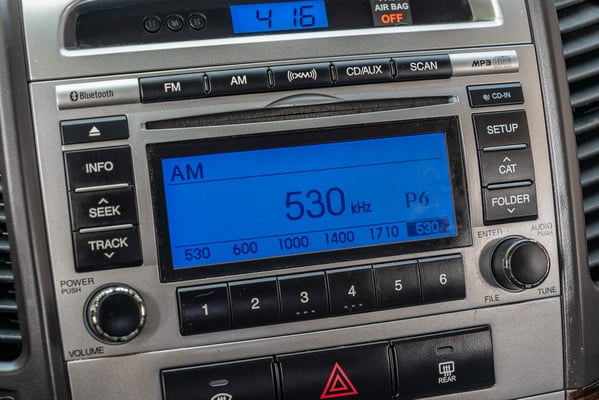 4 16
AIR BAG
OFF
FM AM ((XM)) CD/AUX SCAN
Bluetooth
MP3
CD-IN
INFO
SEEK
TRACK
AM
530 kHz P6
530 600 1000 1400 1710 530
SETUP
CAT
FOLDER
POWER
PUSH
VOLUME
1 2 3 4 5 6
ENTER
AUDIO
PUSH
FILE
TUNE
REAR